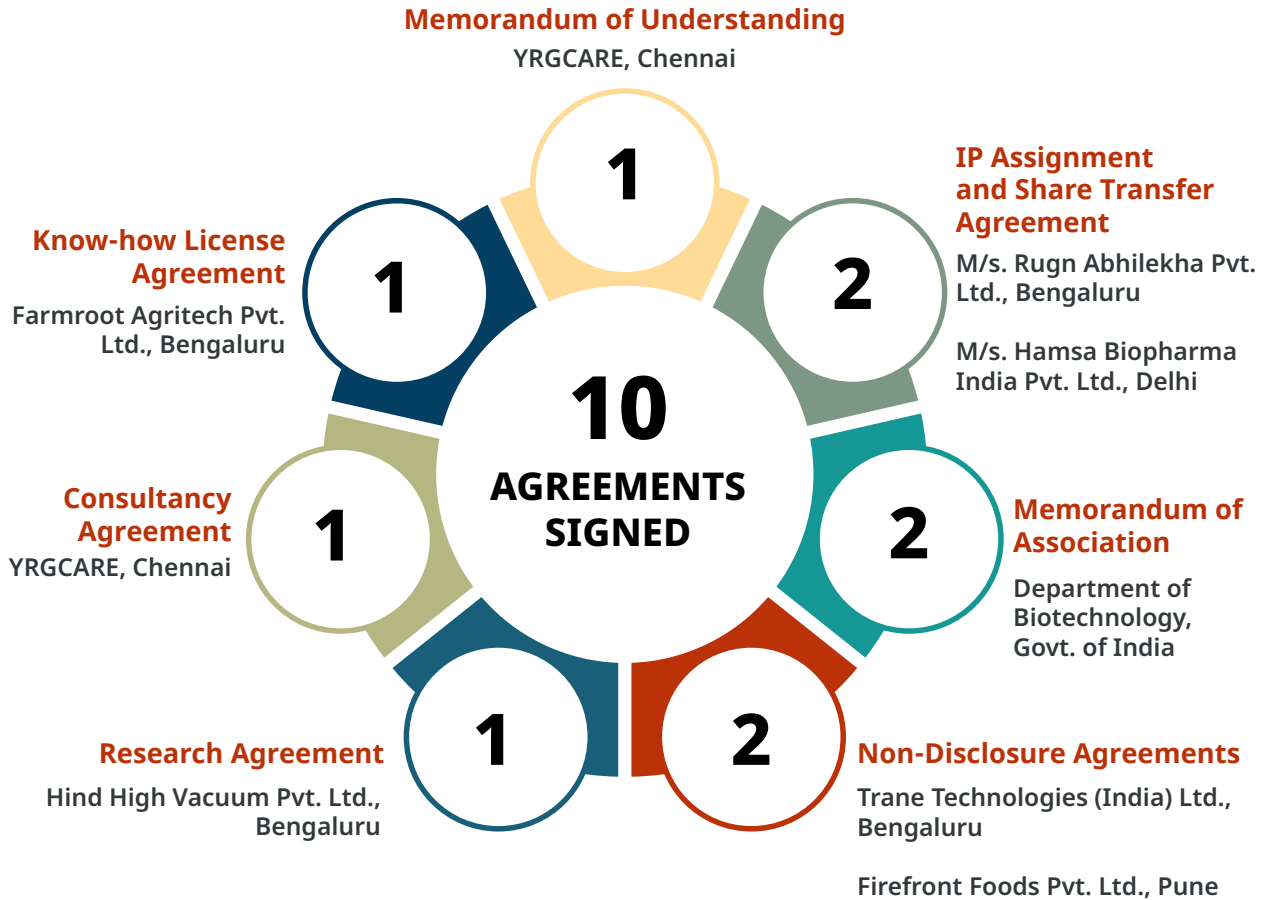 Memorandum of Understanding
YRGCARE, Chennai
1
IP Assignment
and Share Transfer
Agreement
M/s. Rugn Abhilekha Pvt.
Ltd., Bengaluru
M/s. Hamsa Biopharma
India Pvt. Ltd., Delhi
2
Know-how License
Agreement
Farmroot Agritech Pvt.
Ltd., Bengaluru
1
10
AGREEMENTS
SIGNED
Consultancy
Agreement
YRGCARE, Chennai
1
2
Memorandum of
Association
Department of
Biotechnology,
Govt. of India
Research Agreement
Hind High Vacuum Pvt. Ltd.,
Bengaluru
1
2
Non-Disclosure Agreements
Trane Technologies (India) Ltd.,
Bengaluru
Firefront Foods Pvt. Ltd., Pune